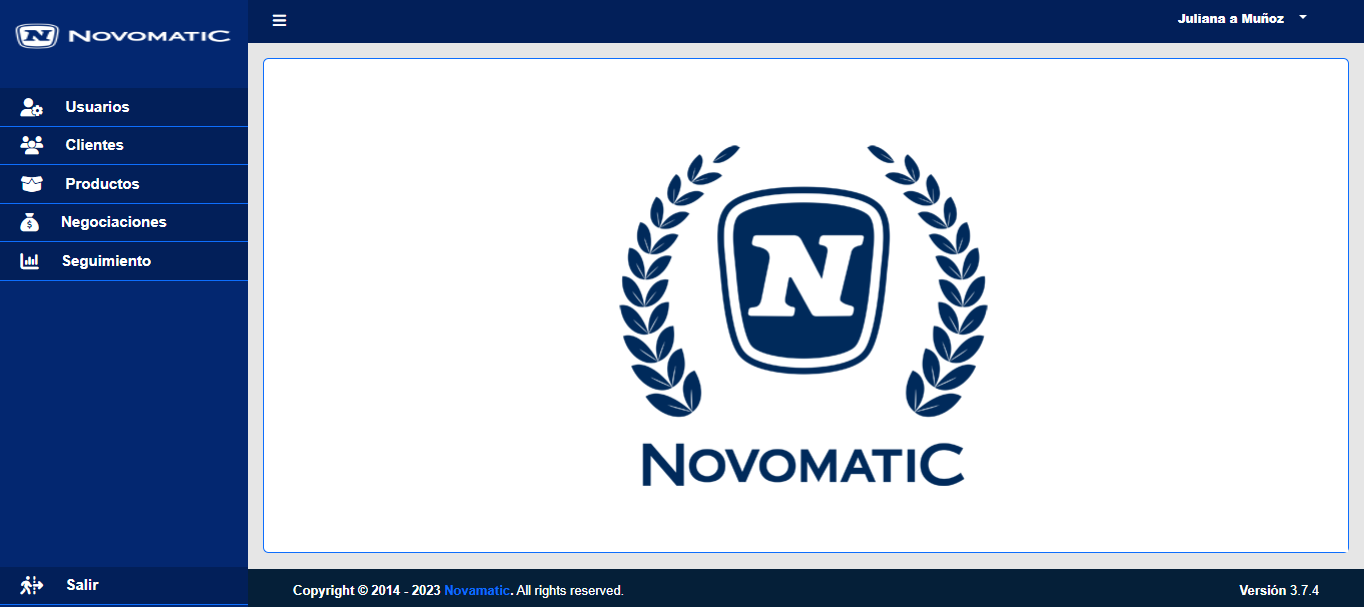 NOVOMATIC
Juliana a Muñoz
Usuarios
Clientes
Productos
Negociaciones
Seguimiento
N
NOVOMATIC
Salir
Copyright © 2014 - 2023 Novamatic. All rights reserved.
Versión 3.7.4